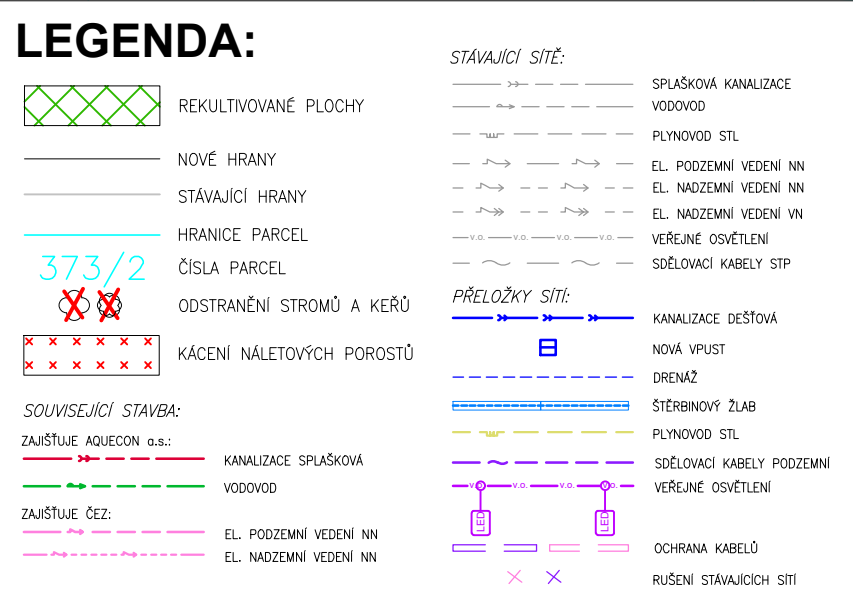 LEGENDA:
REKULTIVOVANÉ PLOCHY
NOVÉ HRANY
STÁVAJÍCÍ HRANY
HRANICE PARCEL
373/2 ČÍSLA PARCEL
ODSTRANĚNÍ STROMŮ A KEŘŮ
KÁCENÍ NÁLETOVÝCH POROSTŮ
SOUVISEJÍCÍ STAVBA:
ZAJIŠŤUJE AQUECON a.s.:
KANALIZACE SPLAŠKOVÁ
VODOVOD
ZAJIŠŤUJE ČEZ:
EL. PODZEMNÍ VEDENÍ NN
EL. NADZEMNÍ VEDENÍ NN
STÁVAJÍCÍ SÍTĚ:
SPLAŠKOVÁ KANALIZACE
VODOVOD
PLYNOVOD STL
EL. PODZEMNÍ VEDENÍ NN
EL. NADZEMNÍ VEDENÍ NN
EL. NADZEMNÍ VEDENÍ VN
V.O. V.O. V.O. V.O. VEŘEJNÉ OSVĚTLENÍ
SDĚLOVACÍ KABELY STP
PŘELOŽKY SÍTÍ:
KANALIZACE DEŠŤOVÁ
NOVÁ VPUST
DRENÁŽ
ŠTĚRBINOVÝ ŽLAB
PLYNOVOD STL
SDĚLOVACÍ KABELY PODZEMNÍ
V.O. V.O. V.O. V.O. VEŘEJNÉ OSVĚTLENÍ
LED LED
OCHRANA KABELŮ
RUŠENÍ STÁVAJÍCÍCH SÍTÍ